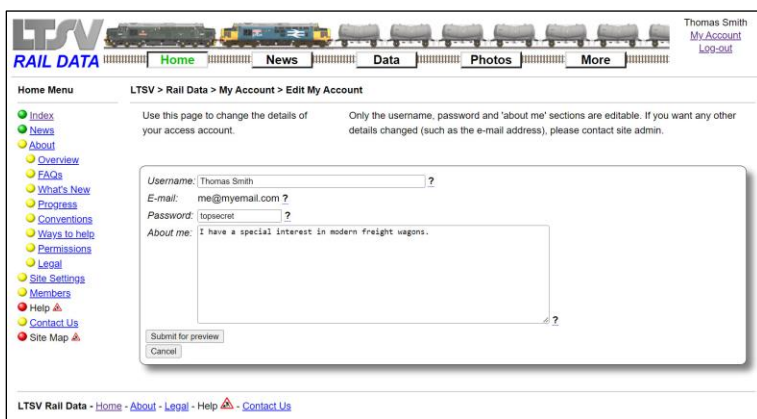 LTSV
RAIL DATA
Home
News
Data
Photos
More
Thomas Smith
My Account
Log-out
Home Menu
Index
News
About
Overview
FAQs
What's New
Progress
Conventions
Ways to help
Permissions
Legal
Site Settings
Members
Help
Contact Us
Site Map
LTSV > Rail Data > My Account > Edit My Account
Use this page to change the details of
your access account.
Only the username, password and 'about me' sections are editable. If you want any other
details changed (such as the e-mail address), please contact site admin.
Username: Thomas Smith ?
E-mail: me@myemail.com ?
Password: topsecret ?
About me: I have a special interest in modern freight wagons.
?
Submit for preview
Cancel
LTSV Rail Data - Home - About - Legal - Help - Contact Us